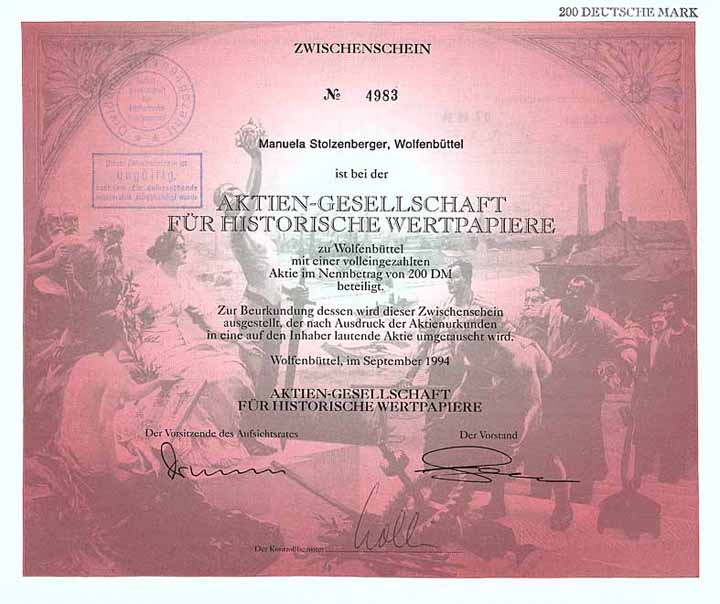 200 DEUTSCHE MARK
ZWISCHENSCHEIN
№ 4983
Manuela Stolzenberger, Wolfenbüttel
ist bei der
AKTIEN-GESELLSCHAFT
FÜR HISTORISCHE WERTPAPIERE
zu Wolfenbüttel
mit einer volleingezahlten
Aktie im Nennbetrag von 200 DM
beteiligt.
Zur Beurkundung dessen wird dieser Zwischenschein
ausgestellt, der nach Ausdruck der Aktienurkunden
in eine auf den Inhaber lautende Aktie umgetauscht wird.
Wolfenbüttel, im September 1994
AKTIEN-GESELLSCHAFT
FÜR HISTORISCHE WERTPAPIERE
Der Vorsitzende des Aufsichtsrates
Der Vorstand
Der Kontrollbeamte
ungültig,